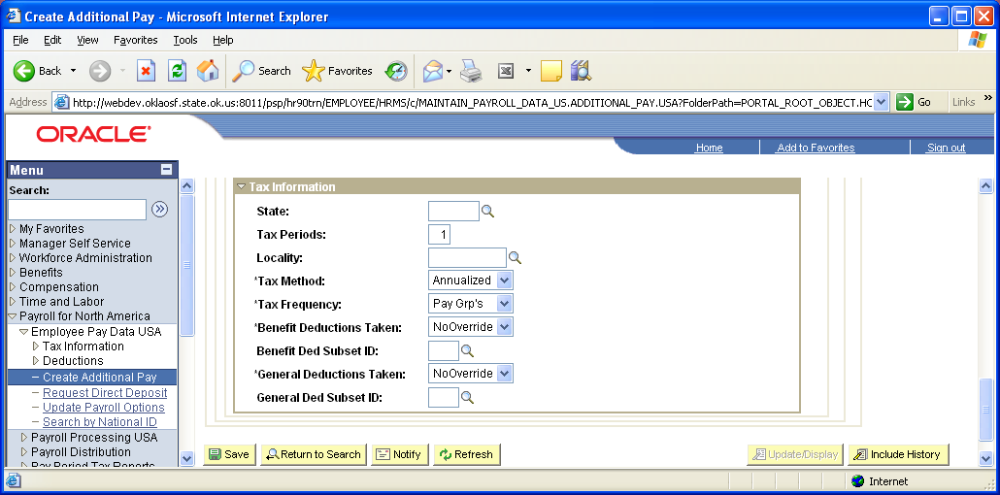 Create Additional Pay - Microsoft Internet Explorer
File Edit View Favorites Tools Help
Back Search Favorites
Address http://webdev.oklaosf.state.ok.us:8011/psp/hr90trn/EMPLOYEE/HRMS/c/MAINTAIN_PAYROLL_DATA_US.ADDITIONAL_PAY.USA?FolderPath=PORTAL_ROOT_OBJECT.HC Go Links »
ORACLE®
Home Add to Favorites Sign out
Menu
Search:
My Favorites
Manager Self Service
Workforce Administration
Benefits
Compensation
Time and Labor
Payroll for North America
Employee Pay Data USA
Tax Information
Deductions
Create Additional Pay
Request Direct Deposit
Update Payroll Options
Search by National ID
Payroll Processing USA
Payroll Distribution
Pay Period Tax Reports
Tax Information
State:
Tax Periods: 1
Locality:
*Tax Method: Annualized
*Tax Frequency: Pay Grp's
*Benefit Deductions Taken: NoOverride
Benefit Ded Subset ID:
*General Deductions Taken: NoOverride
General Ded Subset ID:
Save Return to Search Notify Refresh Update/Display Include History
Internet